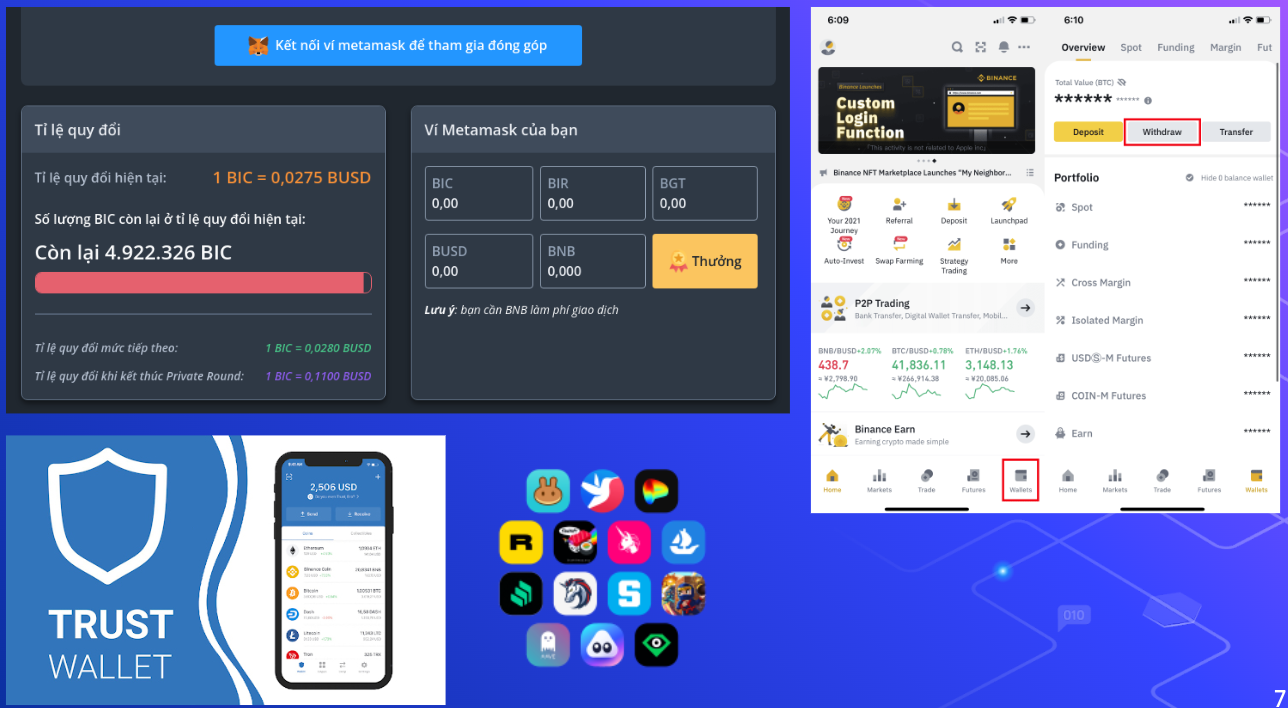 Kết nối ví metamask để tham gia đóng góp
Tỉ lệ quy đổi
Tỉ lệ quy đổi hiện tại: 1 BIC = 0,0275 BUSD
Số lượng BIC còn lại ở tỉ lệ quy đổi hiện tại:
Còn lại 4.922.326 BIC
Tỉ lệ quy đổi mức tiếp theo: 1 BIC = 0,0280 BUSD
Tỉ lệ quy đổi khi kết thúc Private Round: 1 BIC = 0,1100 BUSD
Ví Metamask của bạn
BIC BIR BGT
0,00 0,00 0,00
BUSD BNB
0,00 0,000
Thưởng
Lưu ý: bạn cần BNB làm phí giao dịch
6:09
BINANCE
Binance Launches
Custom
Login
Function
*This activity is not related to Apple Inc.
Binance NFT Marketplace Launches "My Neighbor...
Your 2021 Journey
Referral
Deposit
Launchpad
Auto-Invest
Swap Farming
Strategy Trading
More
P2P Trading
Bank Transfer, Digital Wallet Transfer, Mobil...
BNB/BUSD+2.07% BTC/BUSD+0.78% ETH/BUSD+1.76%
438.7 41,836.11 3,148.13
≈ ¥2,798.90 ≈ ¥266,914.38 ≈ ¥20,085.06
Binance Earn
Earning crypto made simple
Home Markets Trade Futures Wallets
6:10
Overview Spot Funding Margin Fut
Total Value (BTC)
****** ******
Deposit Withdraw Transfer
Portfolio Hide 0 balance wallet
Spot ******
Funding ******
Cross Margin ******
Isolated Margin ******
USDⓈ-M Futures ******
COIN-M Futures ******
Earn ******
Home Markets Trade Futures Wallets
TRUST
WALLET
2,506 USD
Send Receive
Ethereum
Binance Coin
Bitcoin
Dash
Litecoin
Tron
R
S
AAVE
010
7